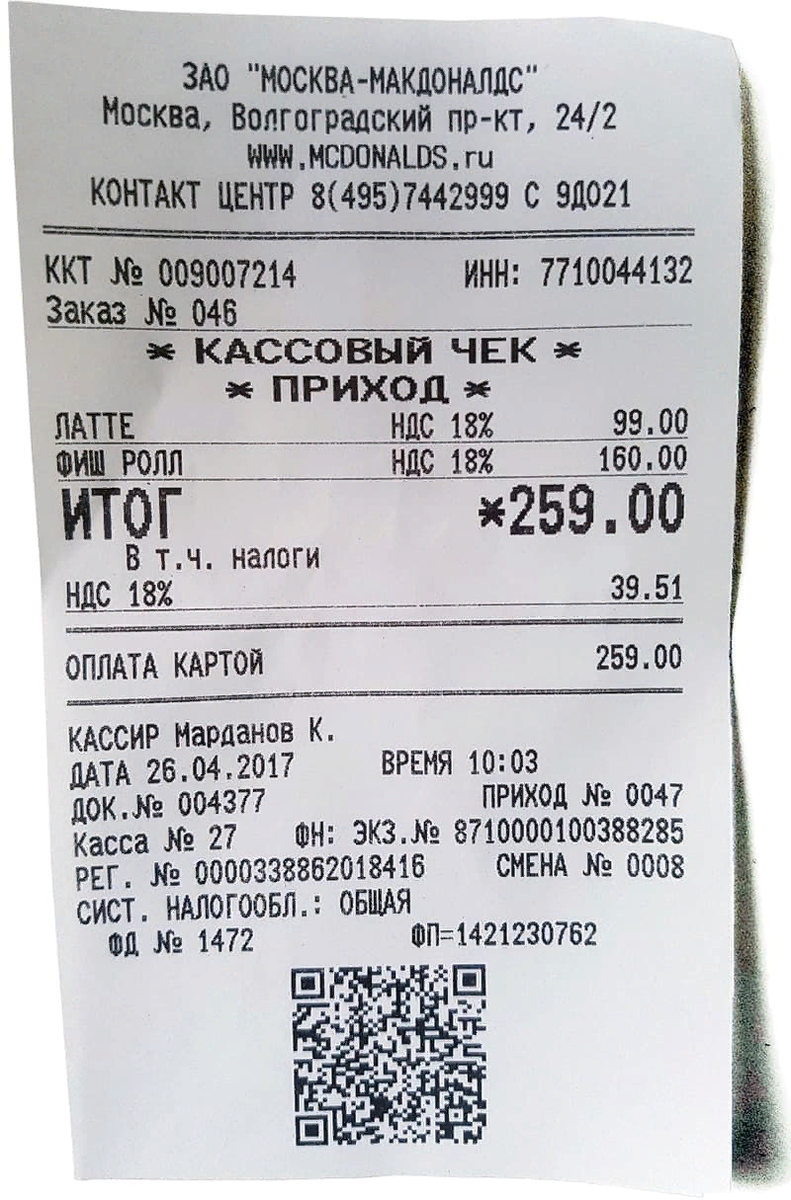 ЗАО "МОСКВА-МАКДОНАЛДС"
Москва, Волгоградский пр-кт, 24/2
WWW.MCDONALDS.ru
КОНТАКТ ЦЕНТР 8(495)7442999 С 9Д021
ККТ № 009007214 ИНН: 7710044132
Заказ № 046
* КАССОВЫЙ ЧЕК *
* ПРИХОД *
ЛАТТЕ НДС 18% 99.00
ФИШ РОЛЛ НДС 18% 160.00
ИТОГ *259.00
В т.ч. налоги
НДС 18% 39.51
ОПЛАТА КАРТОЙ 259.00
КАССИР Марданов К.
ДАТА 26.04.2017 ВРЕМЯ 10:03
ДОК.№ 004377 ПРИХОД № 0047
Касса № 27 ФН: ЭКЗ.№ 8710000100388285
РЕГ. № 0000338862018416 СМЕНА № 0008
СИСТ. НАЛОГООБЛ.: ОБЩАЯ
ФД № 1472 ФП=1421230762